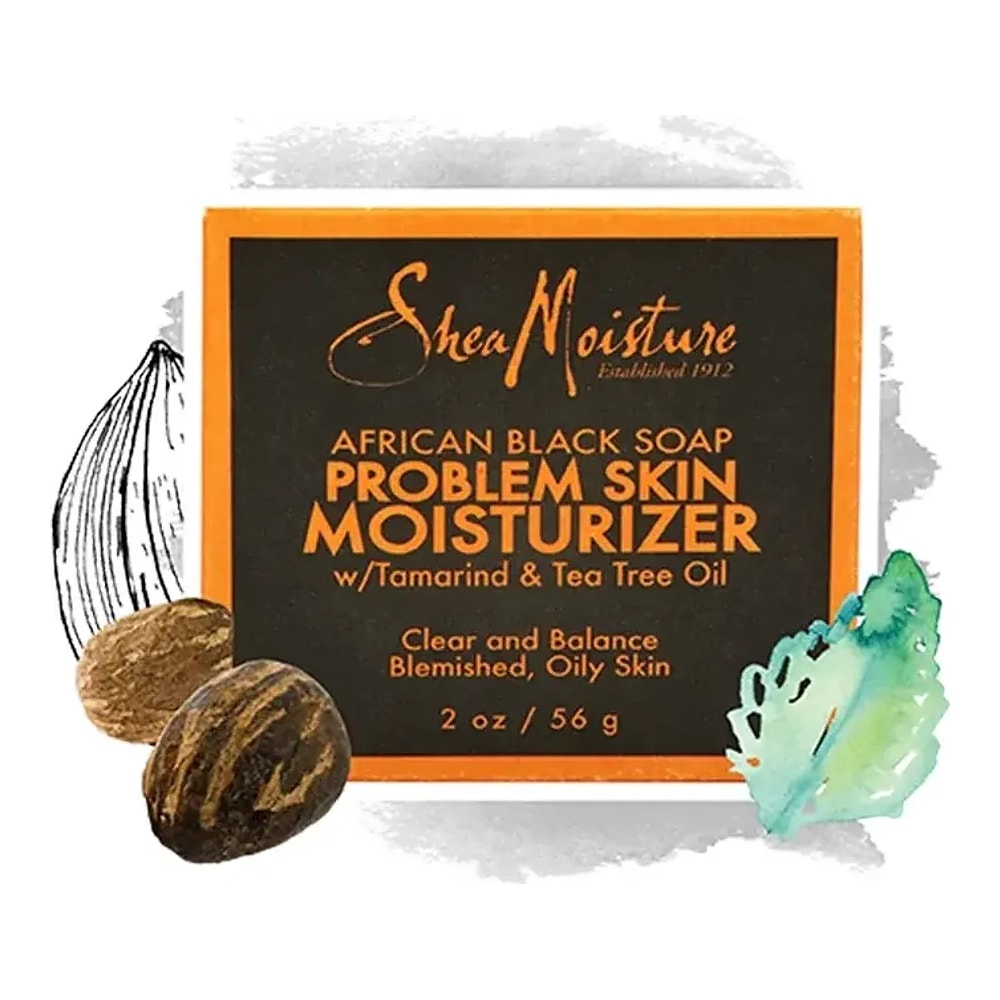 SheaMoisture
Established 1912
AFRICAN BLACK SOAP
PROBLEM SKIN
MOISTURIZER
w/Tamarind & Tea Tree Oil
Clear and Balance
Blemished, Oily Skin
2 oz / 56 g